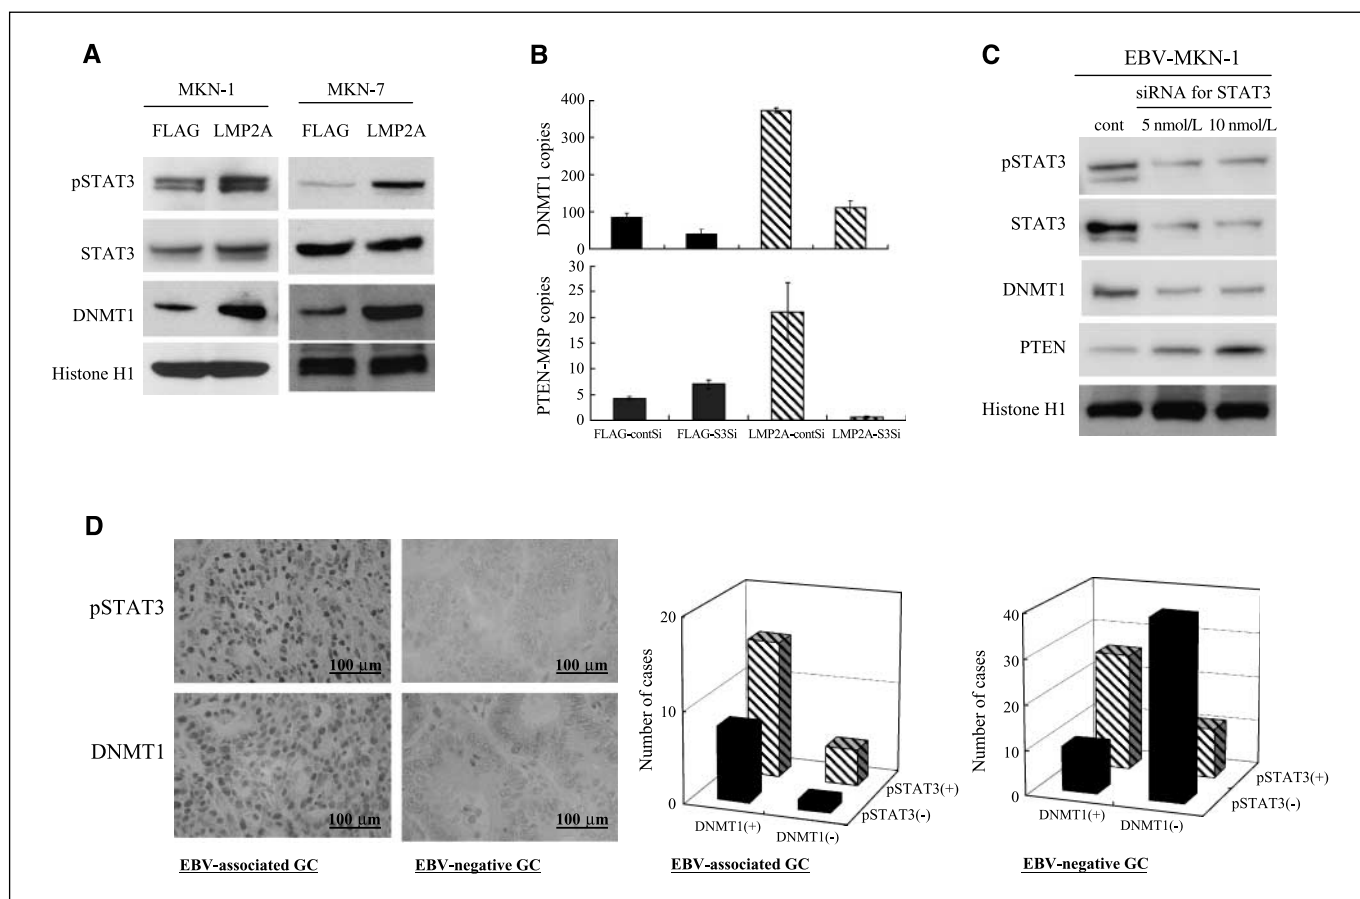 A
MKN-1
MKN-7
FLAG LMP2A
FLAG LMP2A
pSTAT3
STAT3
DNMT1
Histone H1
B
DNMT1 copies
400
300
200
100
0
PTEN-MSP copies
30
25
20
15
10
5
0
FLAG-contSi
FLAG-S3Si
LMP2A-contSi
LMP2A-S3Si
C
EBV-MKN-1
siRNA for STAT3
cont 5 nmol/L 10 nmol/L
pSTAT3
STAT3
DNMT1
PTEN
Histone H1
D
pSTAT3
100 μm
100 μm
DNMT1
100 μm
100 μm
EBV-associated GC
EBV-negative GC
Number of cases
20
10
0
DNMT1(+)
DNMT1(-)
pSTAT3(+)
pSTAT3(-)
EBV-associated GC
Number of cases
40
30
20
10
0
DNMT1(+)
DNMT1(-)
pSTAT3(+)
pSTAT3(-)
EBV-negative GC